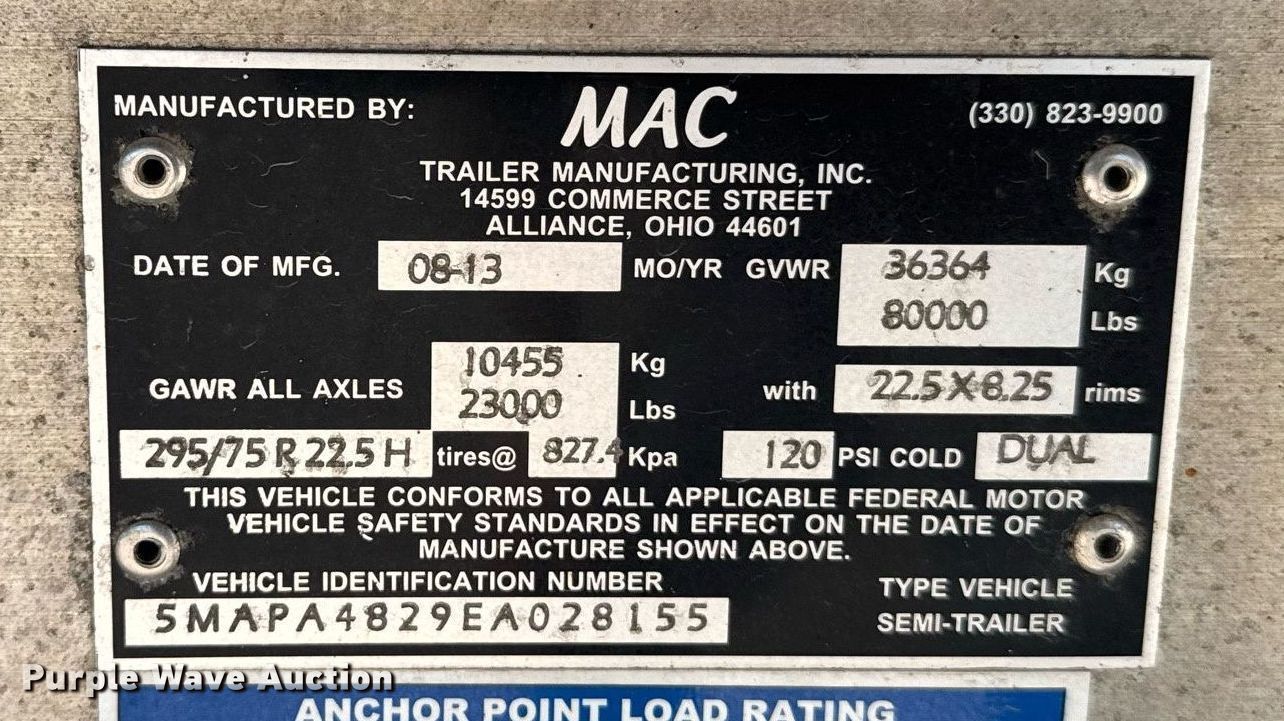 MANUFACTURED BY: MAC (330) 823-9900
TRAILER MANUFACTURING, INC.
14599 COMMERCE STREET
ALLIANCE, OHIO 44601
DATE OF MFG. 08-13 MO/YR GVWR 36364 Kg
80000 Lbs
GAWR ALL AXLES 10455 Kg
23000 Lbs
with 22.5 X 8.25 rims
295/75 R 22.5 H tires@ 827.4 Kpa 120 PSI COLD DUAL
THIS VEHICLE CONFORMS TO ALL APPLICABLE FEDERAL MOTOR
VEHICLE SAFETY STANDARDS IN EFFECT ON THE DATE OF
MANUFACTURE SHOWN ABOVE.
VEHICLE IDENTIFICATION NUMBER TYPE VEHICLE
5MAPA4829EA028155 SEMI-TRAILER
Purple Wave Auction
ANCHOR POINT LOAD RATING